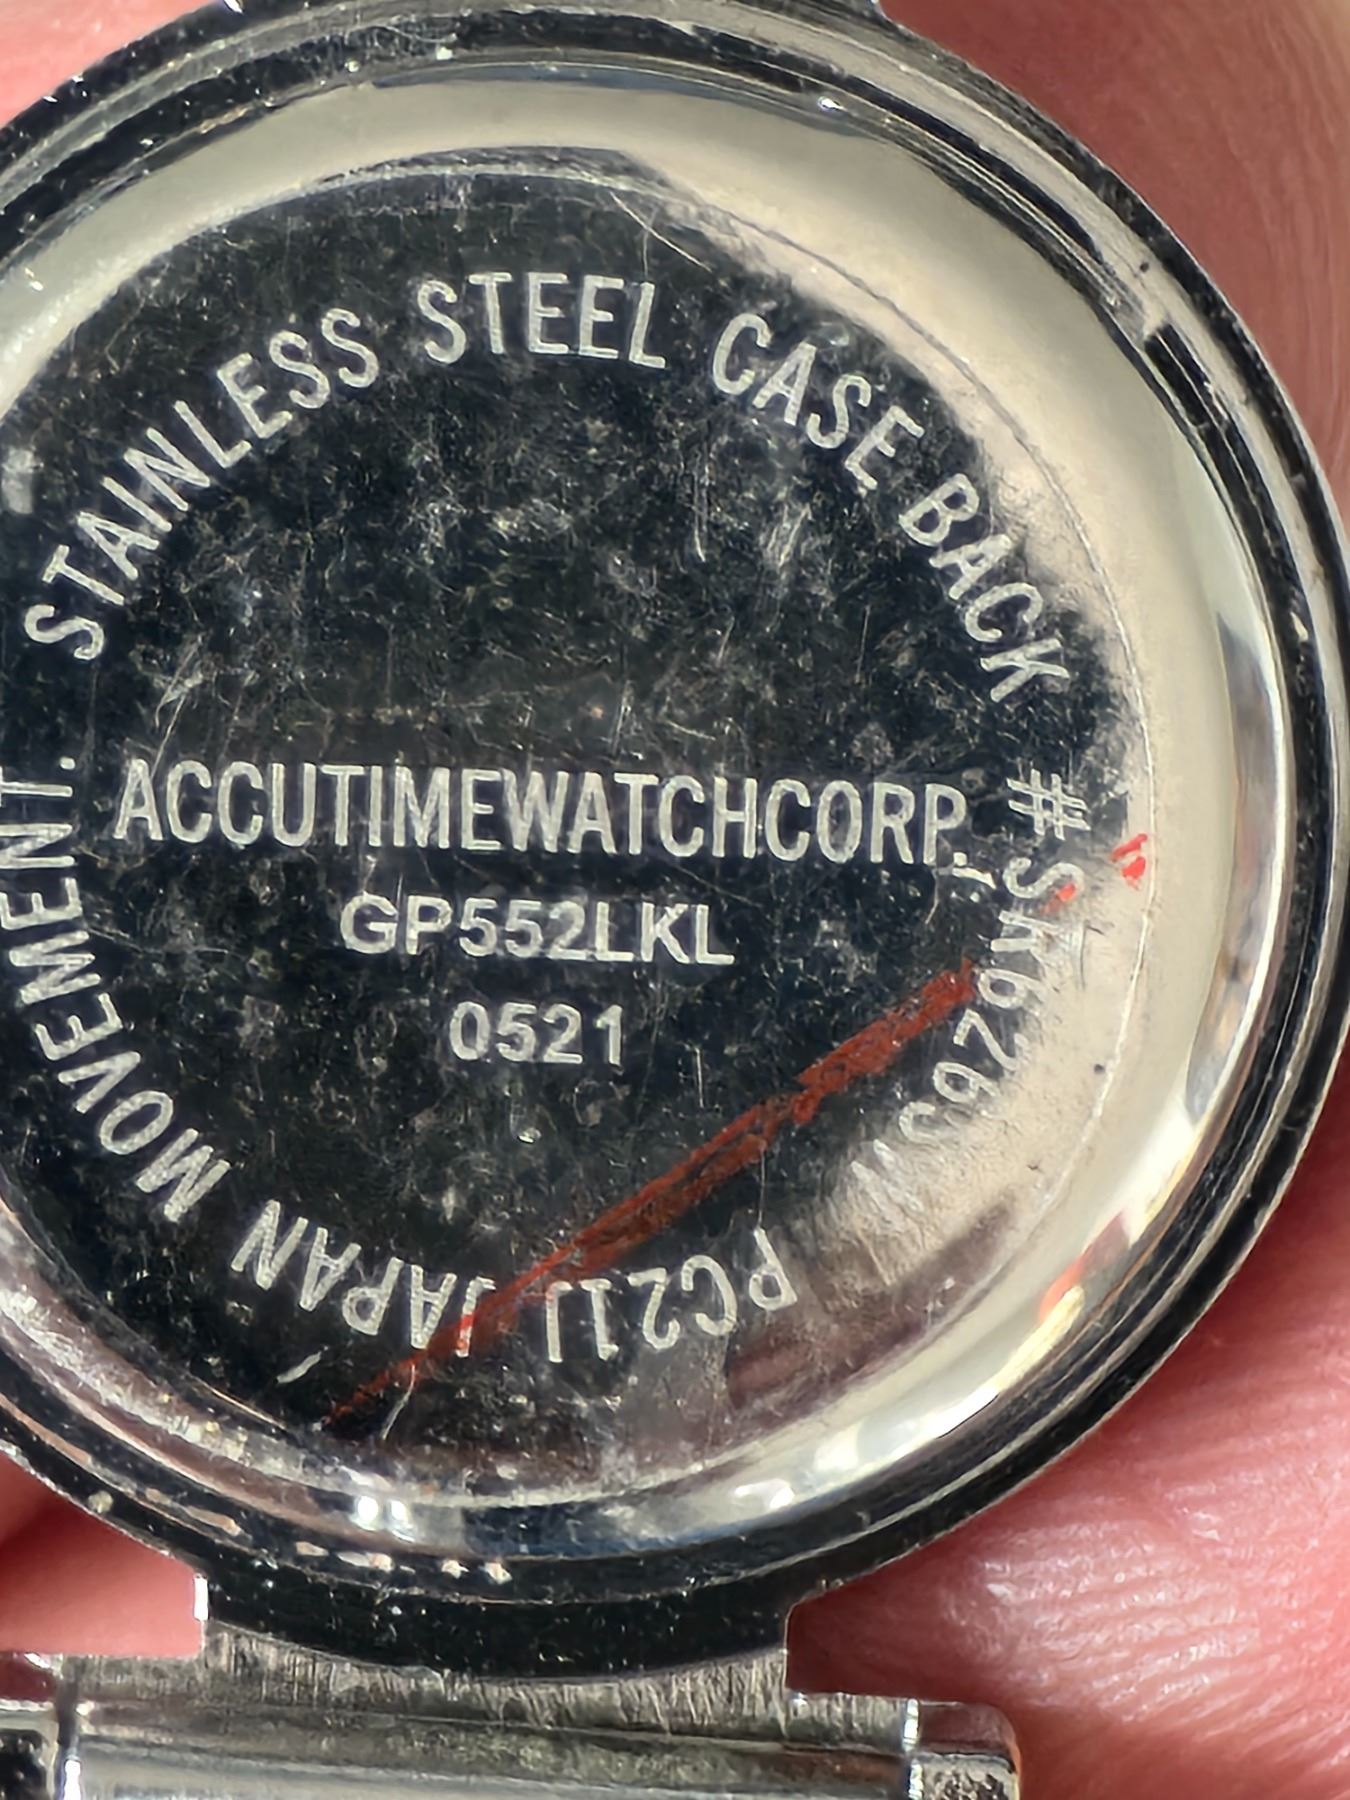 STAINLESS STEEL CASE BACK
ACCUTIMEWATCHCORP.
GP552LKL
0521
PC21J JAPAN MOVEMENT.